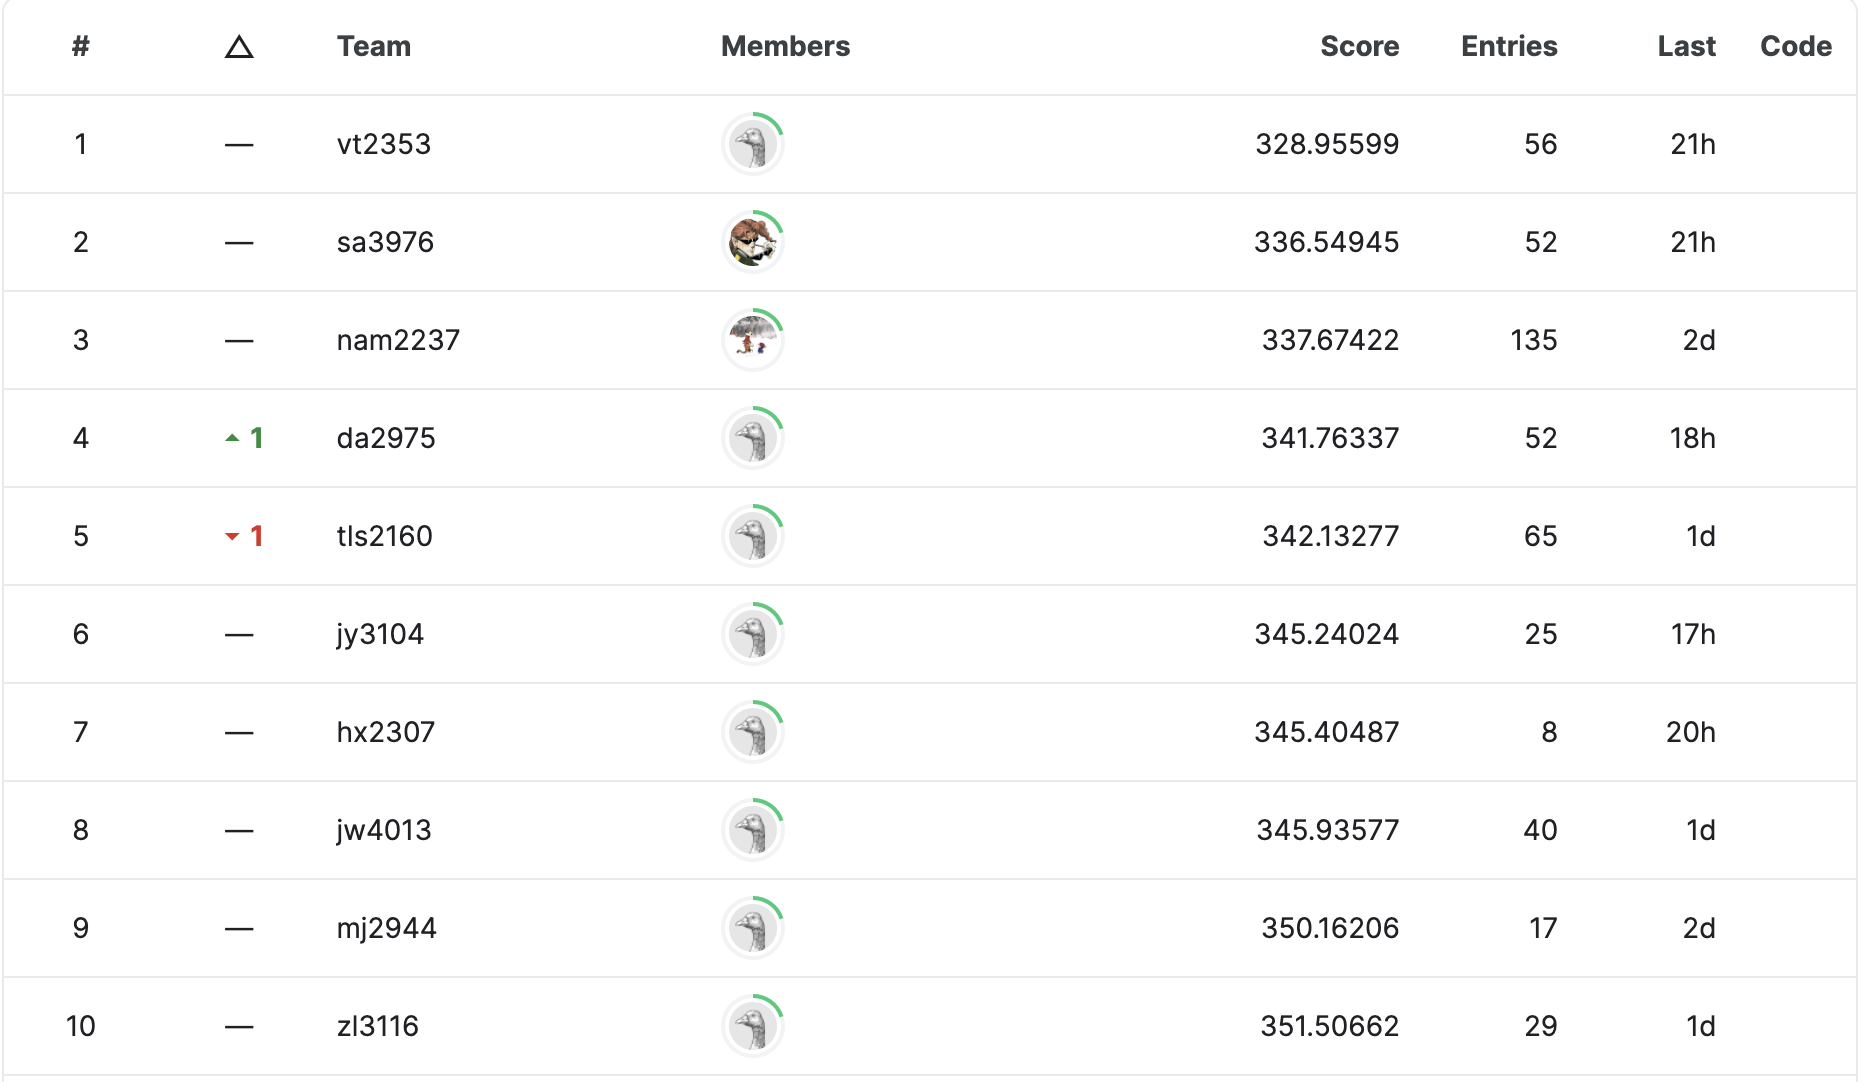 # △ Team Members Score Entries Last Code
1 — vt2353 328.95599 56 21h
2 — sa3976 336.54945 52 21h
3 — nam2237 337.67422 135 2d
4 ▲ 1 da2975 341.76337 52 18h
5 ▼ 1 tls2160 342.13277 65 1d
6 — jy3104 345.24024 25 17h
7 — hx2307 345.40487 8 20h
8 — jw4013 345.93577 40 1d
9 — mj2944 350.16206 17 2d
10 — zl3116 351.50662 29 1d